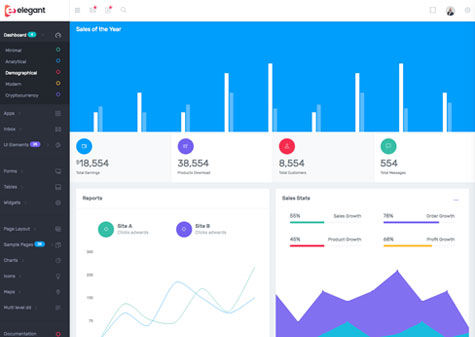 elegant
Sales of the Year
Dashboard 4
Minimal
Analytical
Demographical
Modern
Cryptocurrency
Apps
Inbox
UI Elements 25
Forms
Tables
Widgets
Page Layout
Sample Pages
Charts
Icons
Maps
Multi level dd
Documentation
$18,554
Total Earnings
38,554
Products Download
8,554
Total Customers
554
Total Messages
Reports
Site A
Clicks adwords
Site B
Clicks adwords
300
200
100
75
Sales Stats
55% Sales Growth
78% Order Growth
45% Product Growth
68% Profit Growth